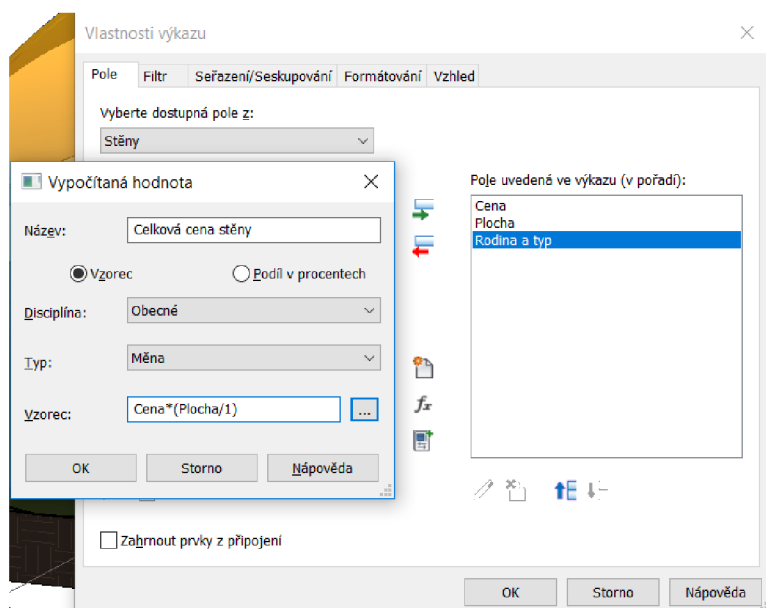 Vlastnosti výkazu
Pole Filtr Seřazení/Seskupování Formátování Vzhled
Vyberte dostupná pole z:
Stěny
Vypočítaná hodnota
Název: Celková cena stěny
Vzorec Podíl v procentech
Disciplína: Obecné
Typ: Měna
Vzorec: Cena*(Plocha/1) ...
OK Storno Nápověda
Pole uvedená ve výkazu (v pořadí):
Cena
Plocha
Rodina a typ
fx
Zahrnout prvky z připojení
OK Storno Nápověda